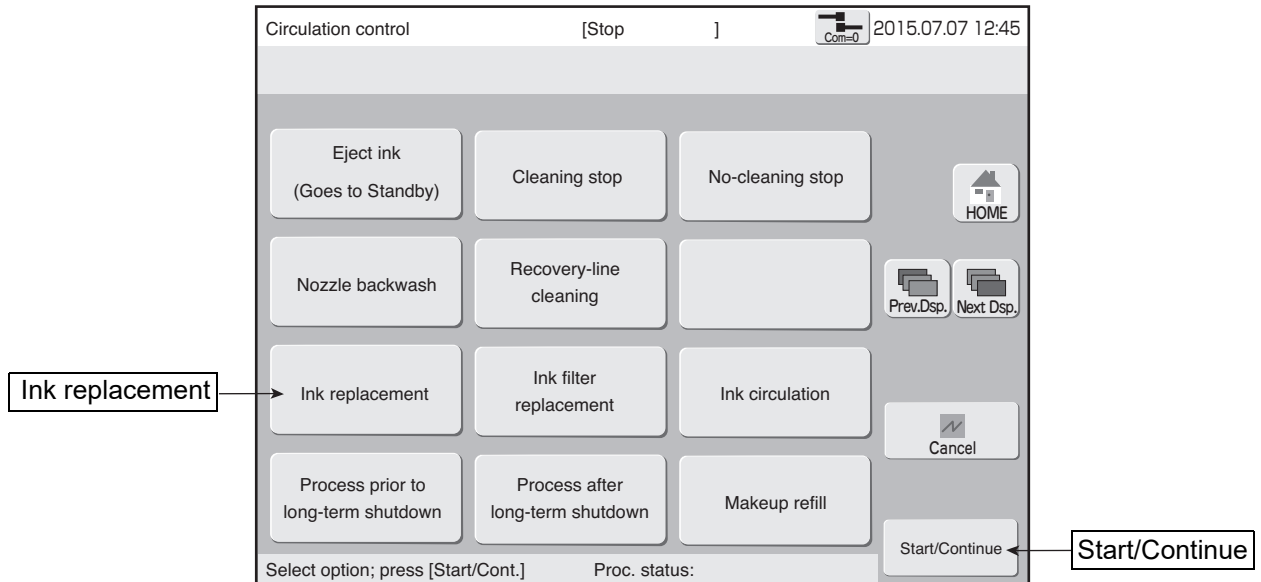 Circulation control [Stop ] Com=0 2015.07.07 12:45
Eject ink
(Goes to Standby)
Cleaning stop
No-cleaning stop
HOME
Nozzle backwash
Recovery-line
cleaning
Prev.Dsp.
Next Dsp.
Ink replacement
Ink replacement
Ink filter
replacement
Ink circulation
Cancel
Process prior to
long-term shutdown
Process after
long-term shutdown
Makeup refill
Start/Continue
Start/Continue
Select option; press [Start/Cont.] Proc. status: